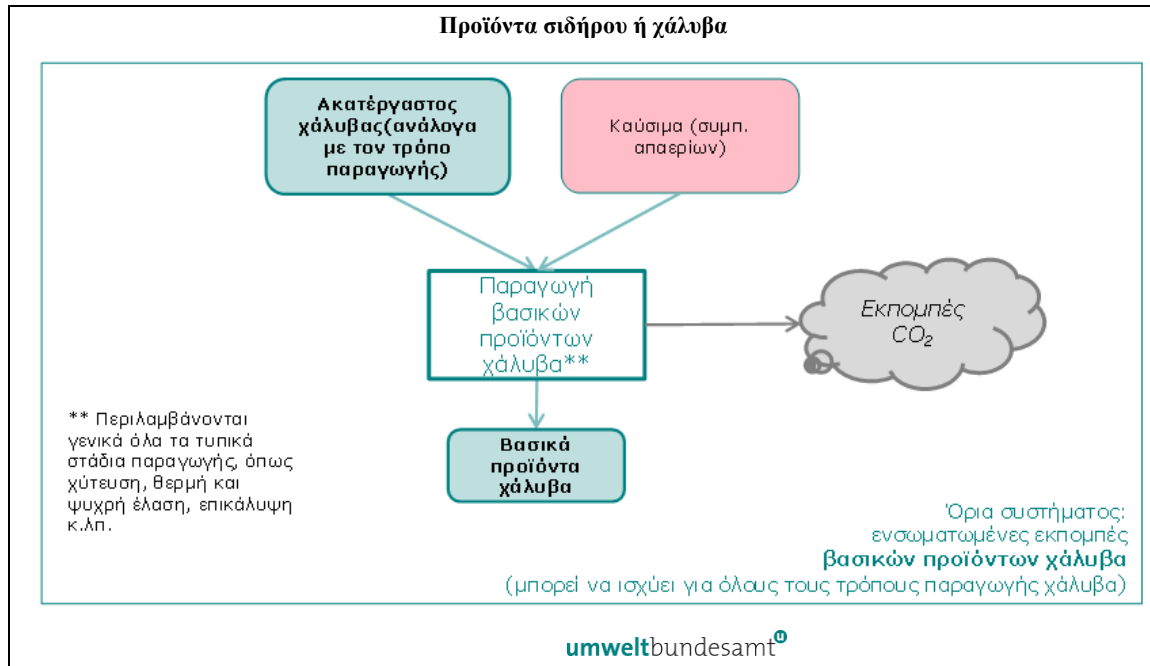 Προϊόντα σιδήρου ή χάλυβα
Ακατέργαστος
χάλυβας(ανάλογα
με τον τρόπο
παραγωγής)
Καύσιμα (συμπ.
απαερίων)
Παραγωγή
βασικών
προϊόντων
χάλυβα**
Εκπομπές
CO₂
** Περιλαμβάνονται
γενικά όλα τα τυπικά
στάδια παραγωγής, όπως
χύτευση, θερμή και
ψυχρή έλαση, επικάλυψη
κ.λπ.
Βασικά
προϊόντα
χάλυβα
Όρια συστήματος:
ενσωματωμένες εκπομπές
βασικών προϊόντων χάλυβα
(μπορεί να ισχύει για όλους τους τρόπους παραγωγής χάλυβα)
umweltbundesamt